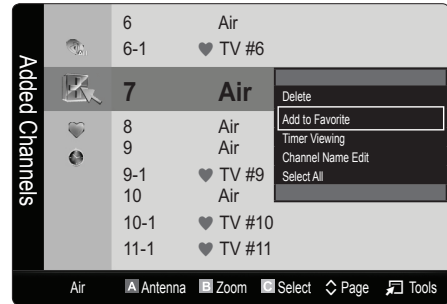 Added Channels
6 Air
6-1 ♥ TV #6
7 Air
8 Air
9 Air
9-1 ♥ TV #9
10 Air
10-1 ♥ TV #10
11-1 ♥ TV #11
Delete
Add to Favorite
Timer Viewing
Channel Name Edit
Select All
Air A Antenna B Zoom C Select Page Tools